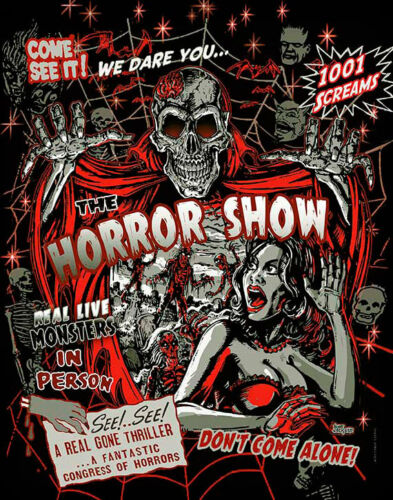 COME
SEE IT!
WE DARE YOU...
1001
SCREAMS
THE
HORROR SHOW
REAL LIVE
MONSTERS
IN
PERSON
SEE!..SEE!
A REAL GONE THRILLER
...A FANTASTIC
CONGRESS OF HORRORS
DON'T COME ALONE!